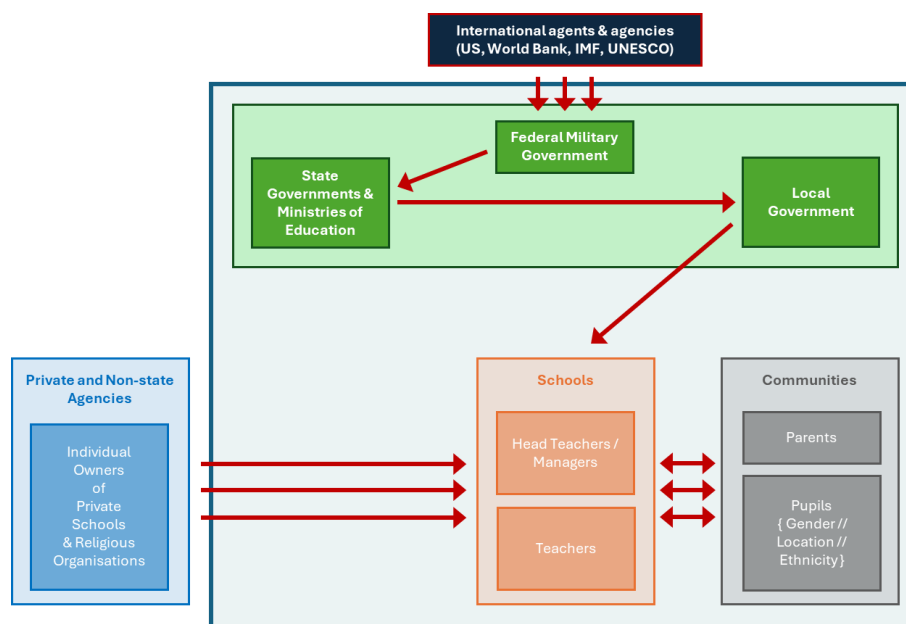 International agents & agencies
(US, World Bank, IMF, UNESCO)
Federal Military
Government
State
Governments &
Ministries of
Education
Local
Government
Private and Non-state
Agencies
Individual
Owners
of
Private
Schools
& Religious
Organisations
Schools
Head Teachers /
Managers
Teachers
Communities
Parents
Pupils
{ Gender //
Location //
Ethnicity }